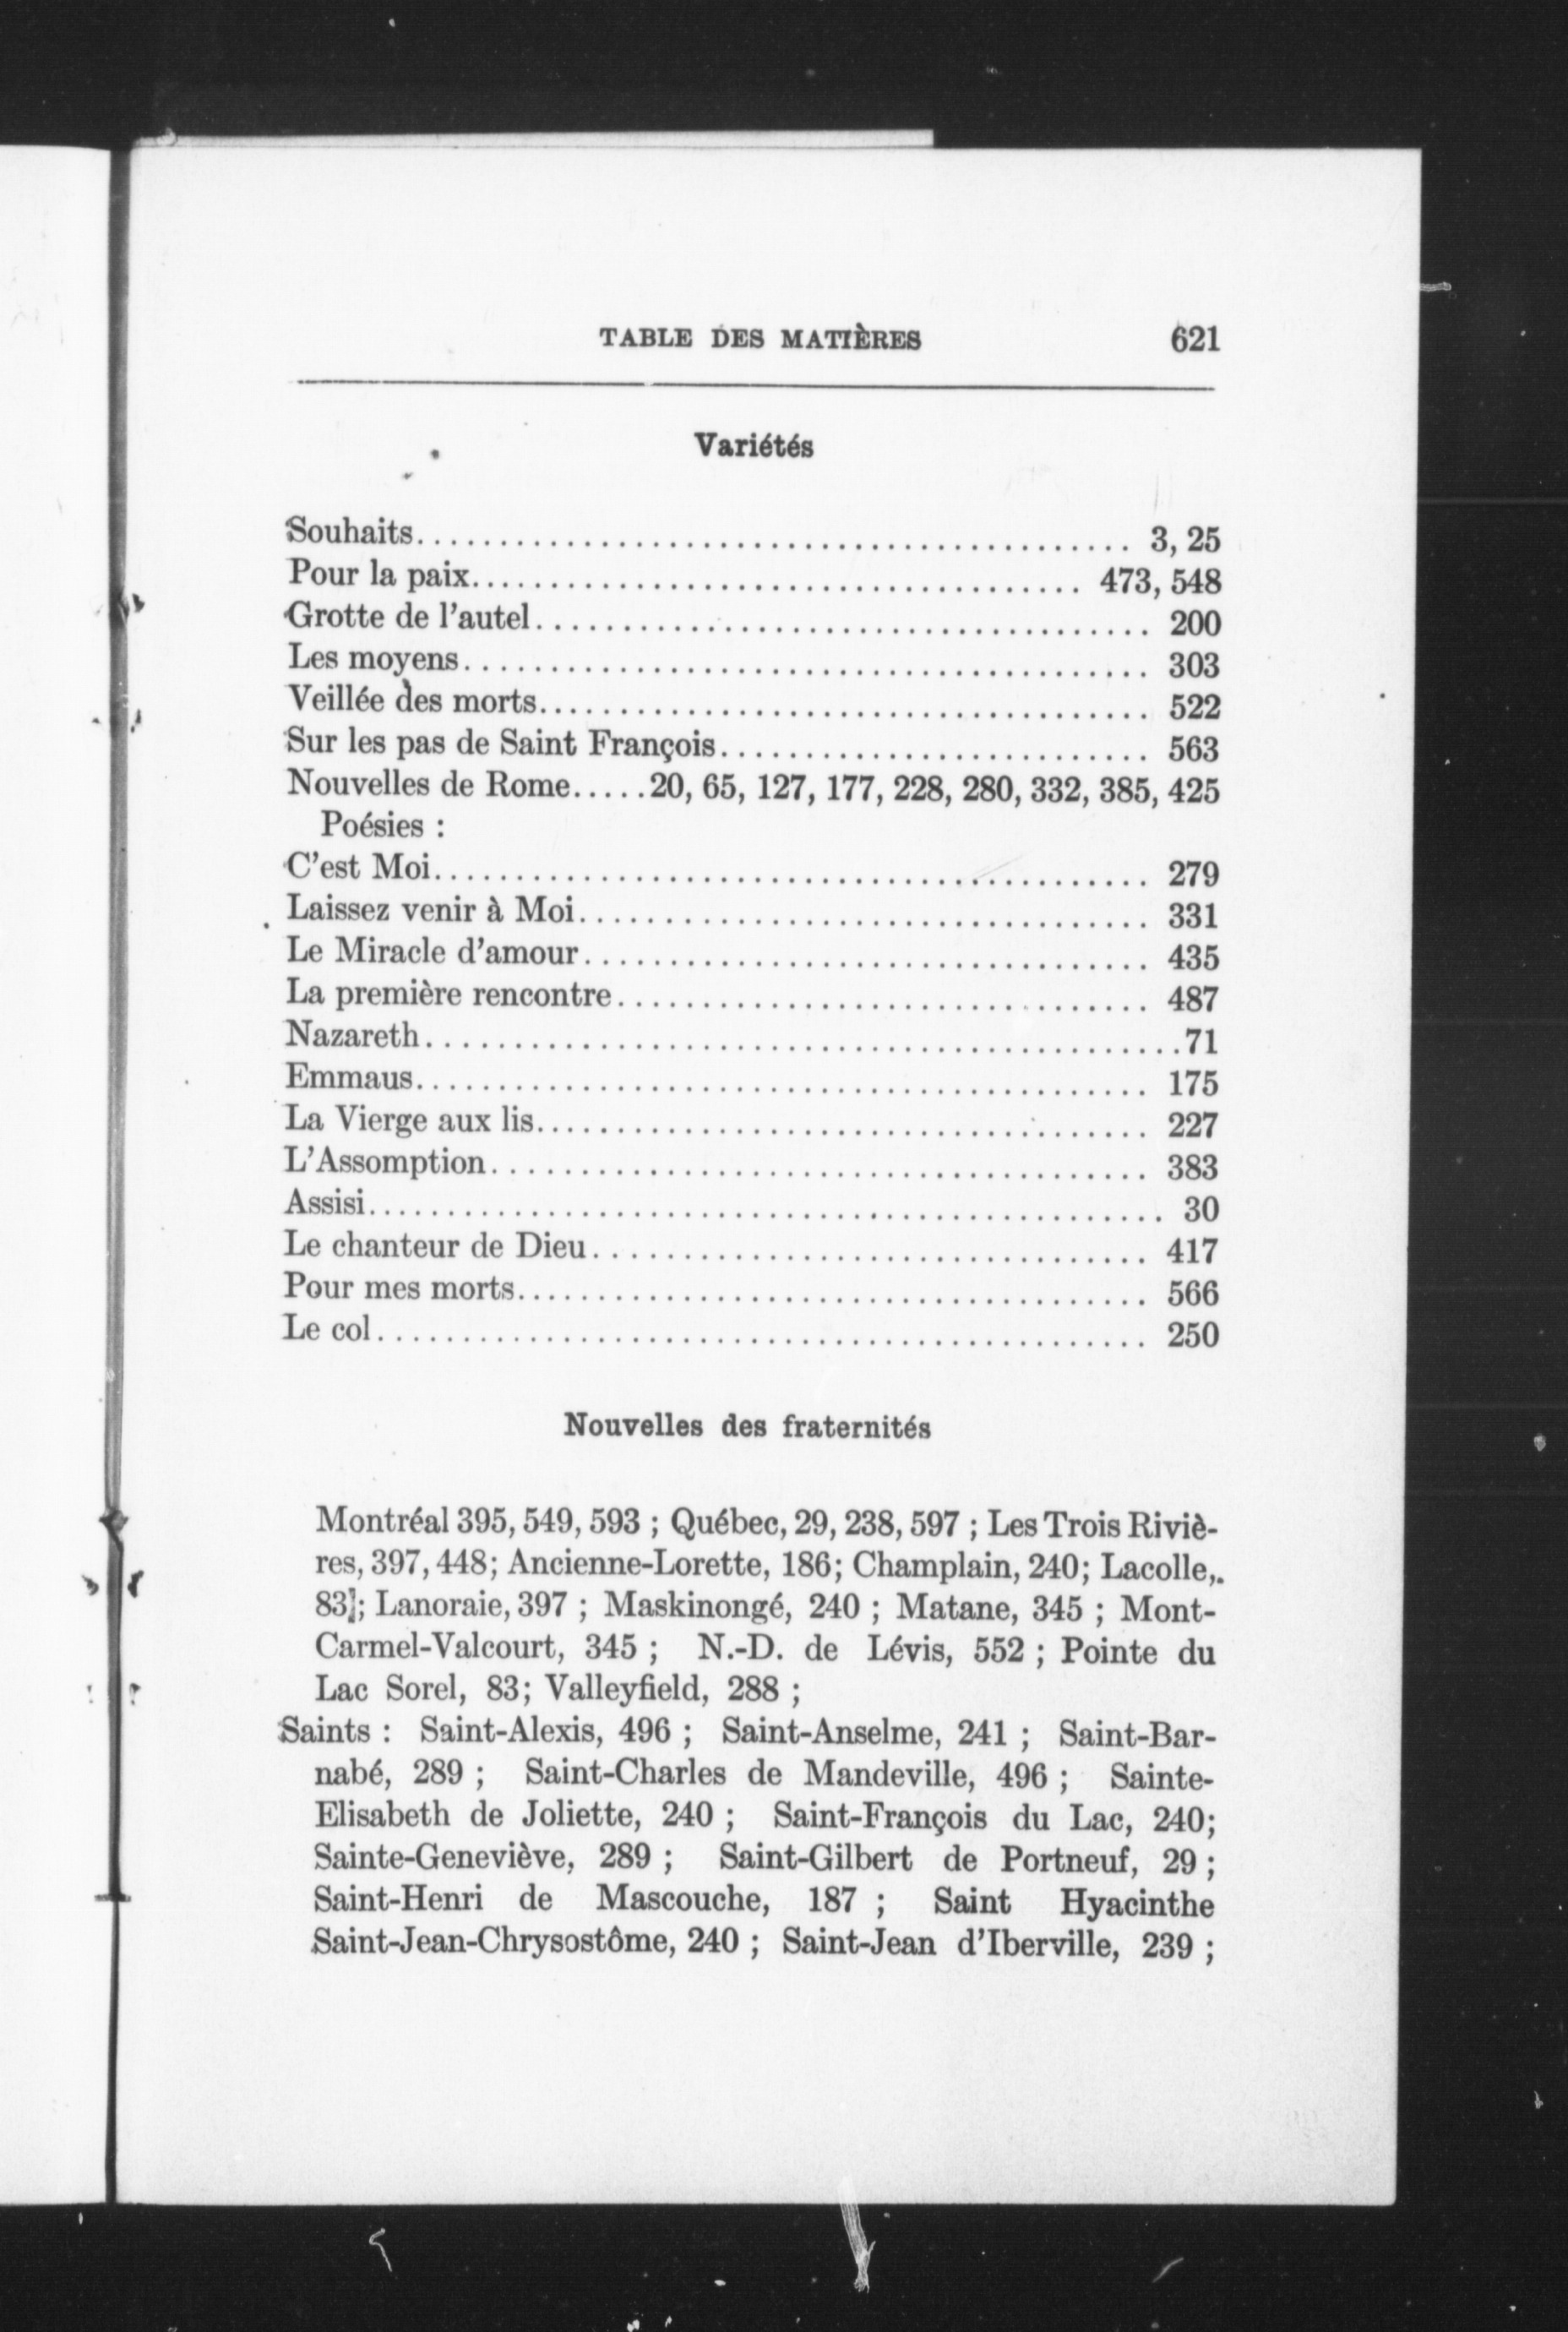 TABLE DES MATIÈRES 621
Variétés
Souhaits................................................ 3, 25
Pour la paix........................................ 473, 548
Grotte de l'autel........................................ 200
Les moyens............................................ 303
Veillée des morts........................................ 522
Sur les pas de Saint François............................ 563
Nouvelles de Rome.....20, 65, 127, 177, 228, 280, 332, 385, 425
Poésies :
C'est Moi.............................................. 279
Laissez venir à Moi..................................... 331
Le Miracle d'amour..................................... 435
La première rencontre................................... 487
Nazareth................................................71
Emmaus............................................... 175
La Vierge aux lis........................................ 227
L'Assomption........................................... 383
Assisi................................................... 30
Le chanteur de Dieu.................................... 417
Pour mes morts......................................... 566
Le col.................................................. 250
Nouvelles des fraternités
Montréal 395, 549, 593 ; Québec, 29, 238, 597 ; Les Trois Riviè-
res, 397, 448; Ancienne-Lorette, 186; Champlain, 240; Lacolle,.
83; Lanoraie, 397 ; Maskinongé, 240 ; Matane, 345 ; Mont-
Carmel-Valcourt, 345 ; N.-D. de Lévis, 552 ; Pointe du
Lac Sorel, 83; Valleyfield, 288 ;
Saints : Saint-Alexis, 496 ; Saint-Anselme, 241 ; Saint-Bar-
nabé, 289 ; Saint-Charles de Mandeville, 496 ; Sainte-
Elisabeth de Joliette, 240 ; Saint-François du Lac, 240;
Sainte-Geneviève, 289 ; Saint-Gilbert de Portneuf, 29 ;
Saint-Henri de Mascouche, 187 ; Saint Hyacinthe
Saint-Jean-Chrysostôme, 240 ; Saint-Jean d'Iberville, 239 ;